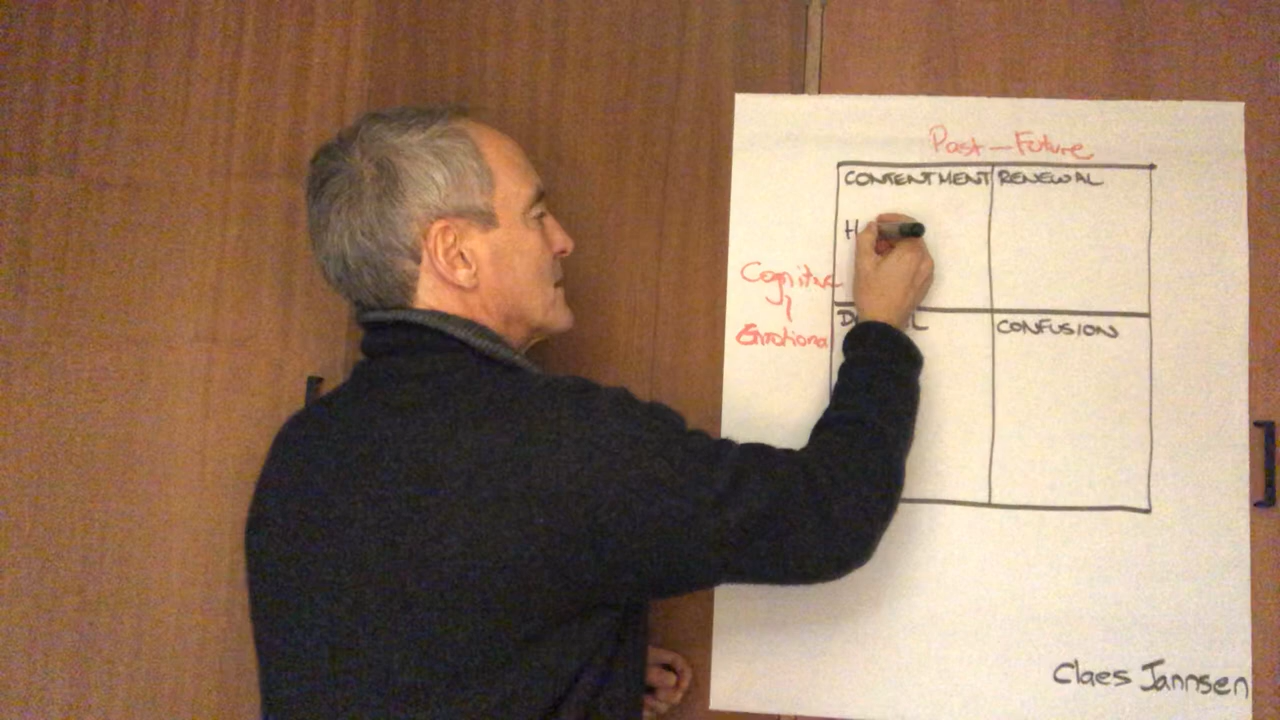 Past - Future
CONTENTMENT RENEWAL
H
Cognitive
&
Emotional
CONFUSION
Claes Jannsen